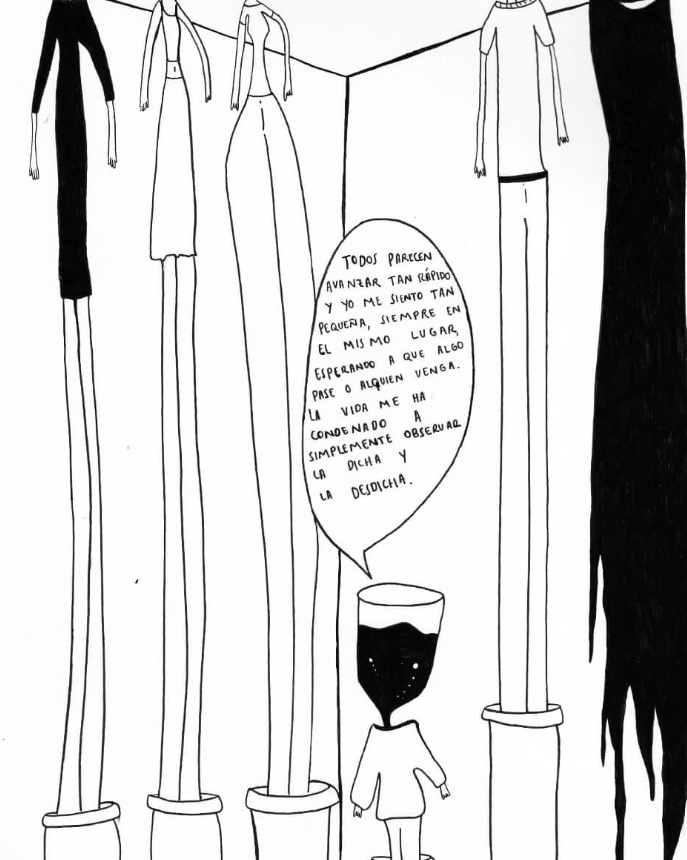 TODOS PARECEN
AVANZAR TAN RÁPIDO
Y YO ME SIENTO TAN
PEQUEÑA, SIEMPRE EN
EL MISMO LUGAR,
ESPERANDO A QUE ALGO
PASE O ALQUIEN VENGA.
LA VIDA ME HA
CONDENADO A
SIMPLEMENTE OBSERVAR
LA DICHA Y
LA DESDICHA.